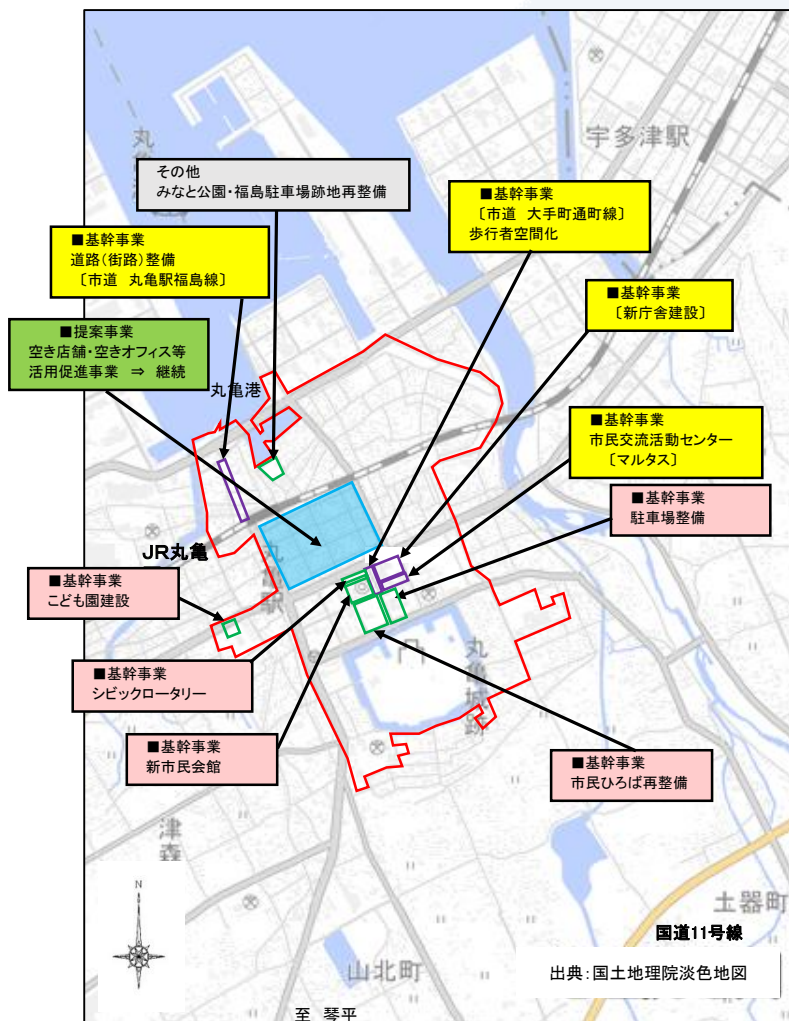 宇多津駅
その他
みなと公園・福島駐車場跡地再整備
■基幹事業
〔市道 大手町通町線〕
歩行者空間化
■基幹事業
道路(街路)整備
〔市道 丸亀駅福島線〕
■基幹事業
〔新庁舎建設〕
■提案事業
空き店舗・空きオフィス等
活用促進事業 ⇒ 継続
丸亀港
■基幹事業
市民交流活動センター
〔マルタス〕
■基幹事業
駐車場整備
JR丸亀
丸亀駅
■基幹事業
こども園建設
丸亀城跡
■基幹事業
シビックロータリー
■基幹事業
新市民会館
■基幹事業
市民ひろば再整備
津森
N
土器町
国道11号線
山北町
出典:国土地理院淡色地図
至 琴平